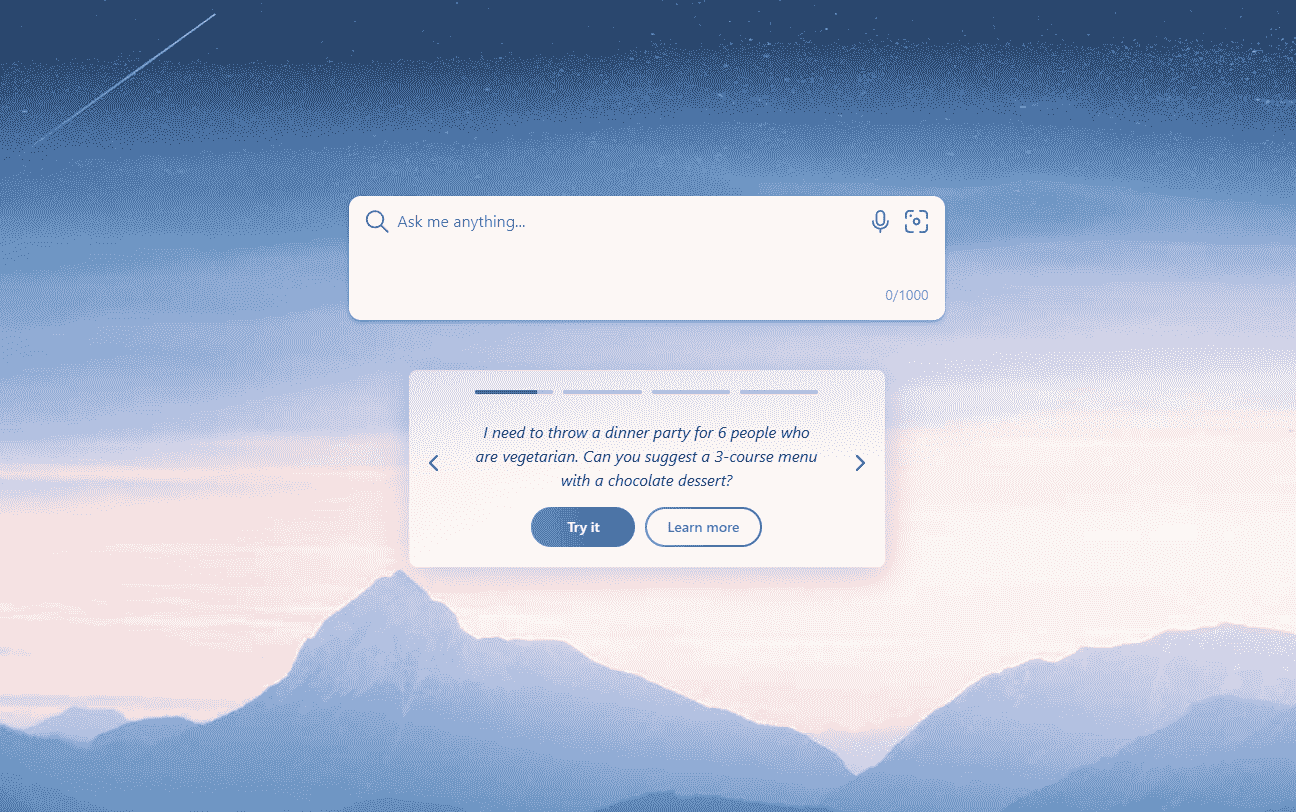 Ask me anything...
0/1000
I need to throw a dinner party for 6 people who
are vegetarian. Can you suggest a 3-course menu
with a chocolate dessert?
Try it
Learn more